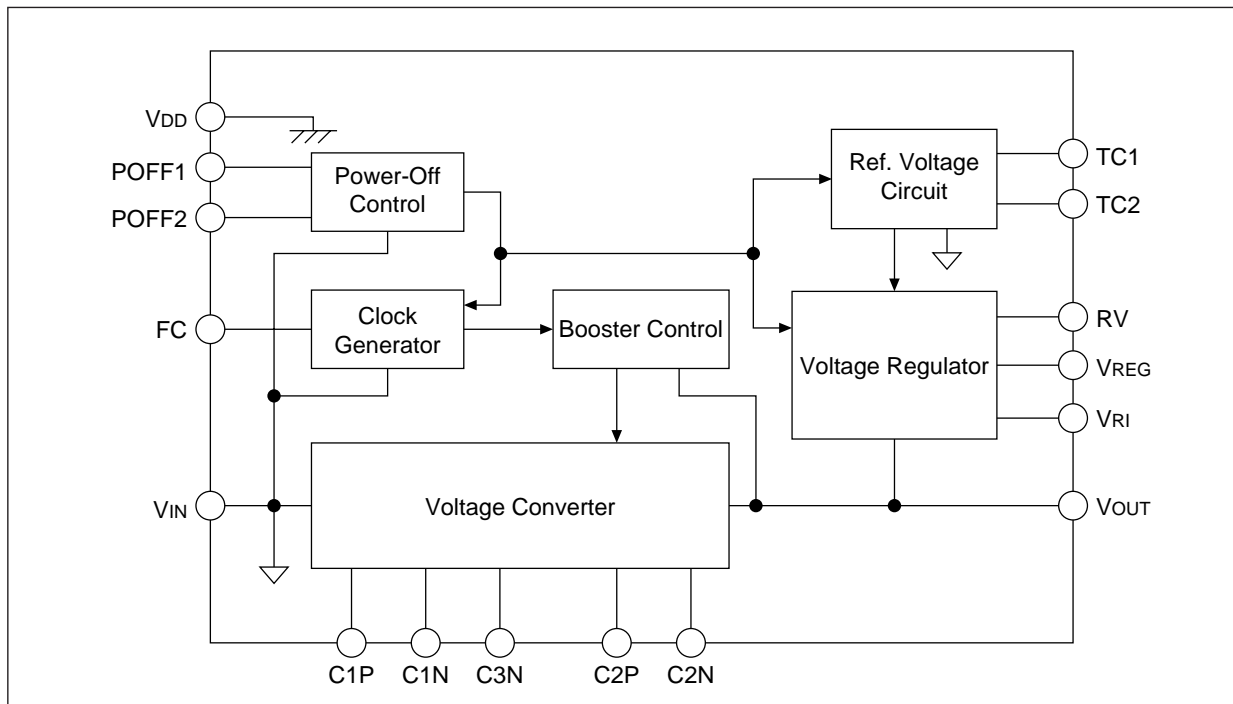 VDD
POFF1
POFF2
Power-Off
Control
Ref. Voltage
Circuit
TC1
TC2
FC
Clock
Generator
Booster Control
Voltage Regulator
RV
VREG
VRI
VIN
Voltage Converter
VOUT
C1P
C1N
C3N
C2P
C2N